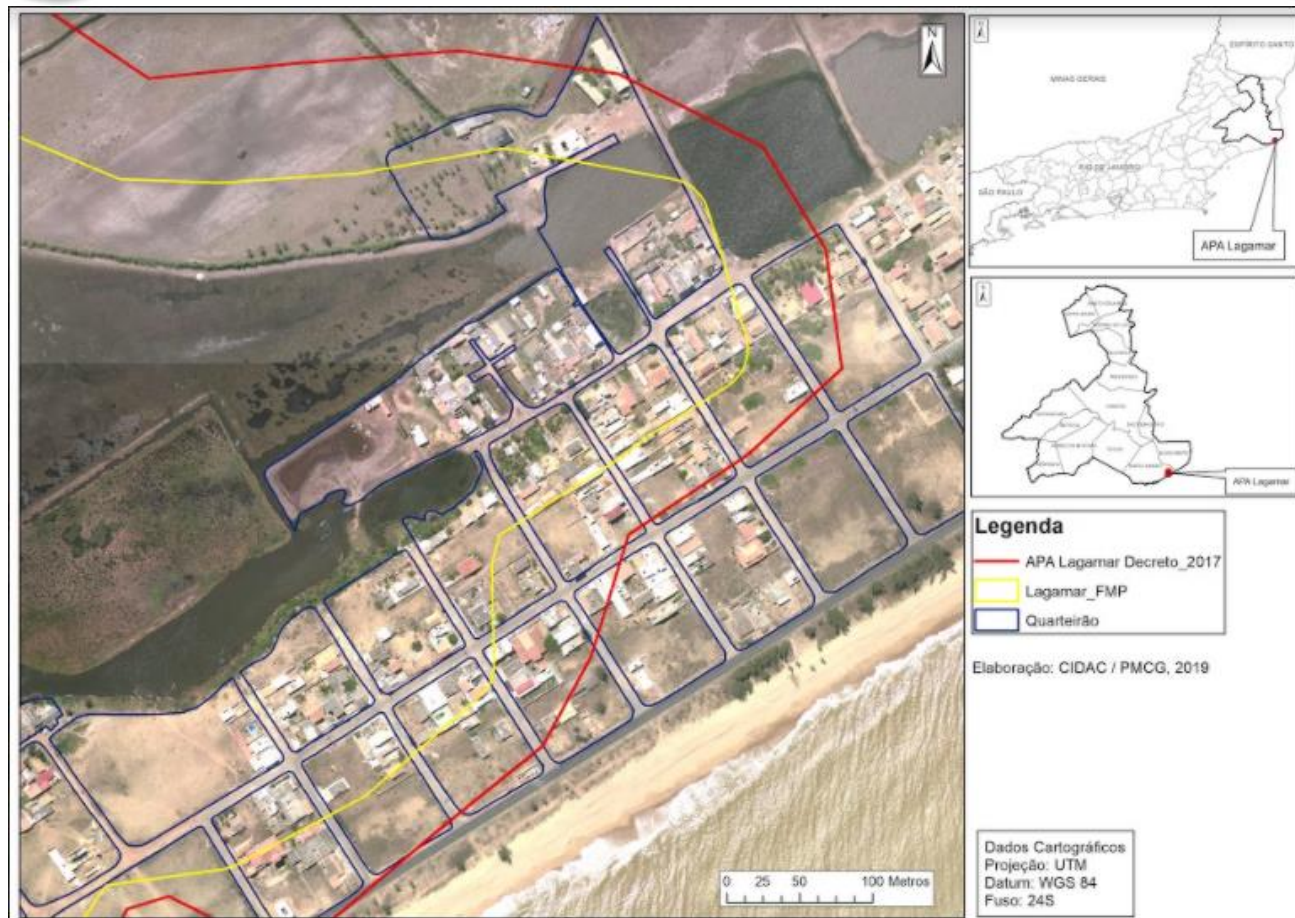 N
N
ESPÍRITO SANTO
MINAS GERAIS
RIO DE JANEIRO
SÃO PAULO
APA Lagamar
APA Lagamar
Legenda
APA Lagamar Decreto_2017
Lagamar_FMP
Quarteirão
Elaboração: CIDAC / PMCG, 2019
0 25 50 100 Metros
Dados Cartográficos
Projeção: UTM
Datum: WGS 84
Fuso: 24S